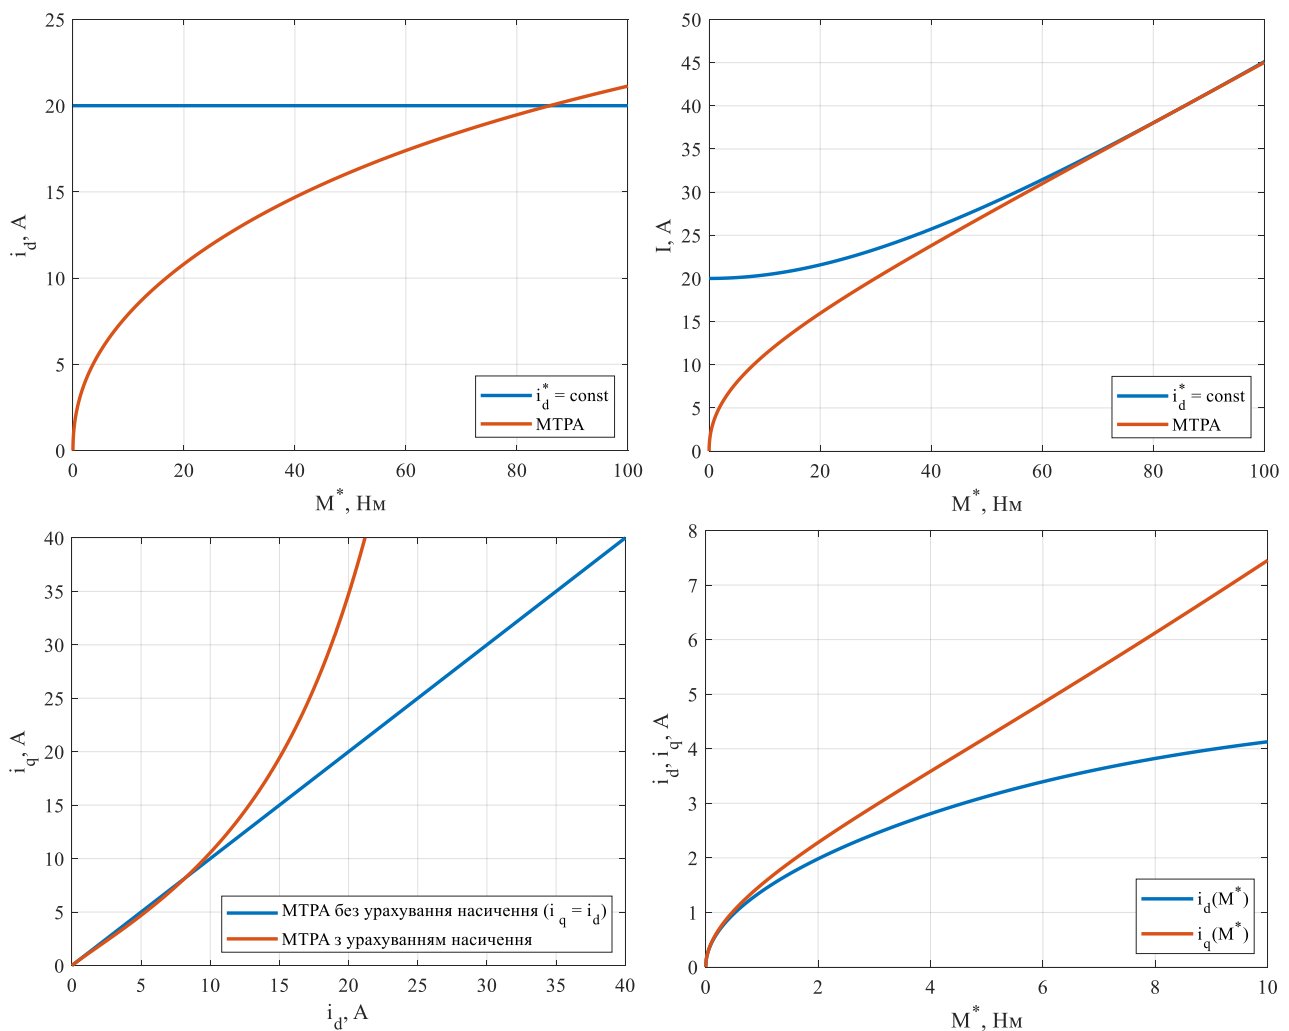 25
20
15
10
5
0
0 20 40 60 80 100
i_d, А
M*, Нм
i_d^* = const
МТРА
50
45
40
35
30
25
20
15
10
5
0
0 20 40 60 80 100
I, А
M*, Нм
i_d^* = const
МТРА
40
35
30
25
20
15
10
5
0
0 5 10 15 20 25 30 35 40
i_q, А
i_d, А
МТРА без урахування насичення (i_q = i_d)
МТРА з урахуванням насичення
8
7
6
5
4
3
2
1
0
0 2 4 6 8 10
i_d, i_q, А
M*, Нм
i_d(M*)
i_q(M*)